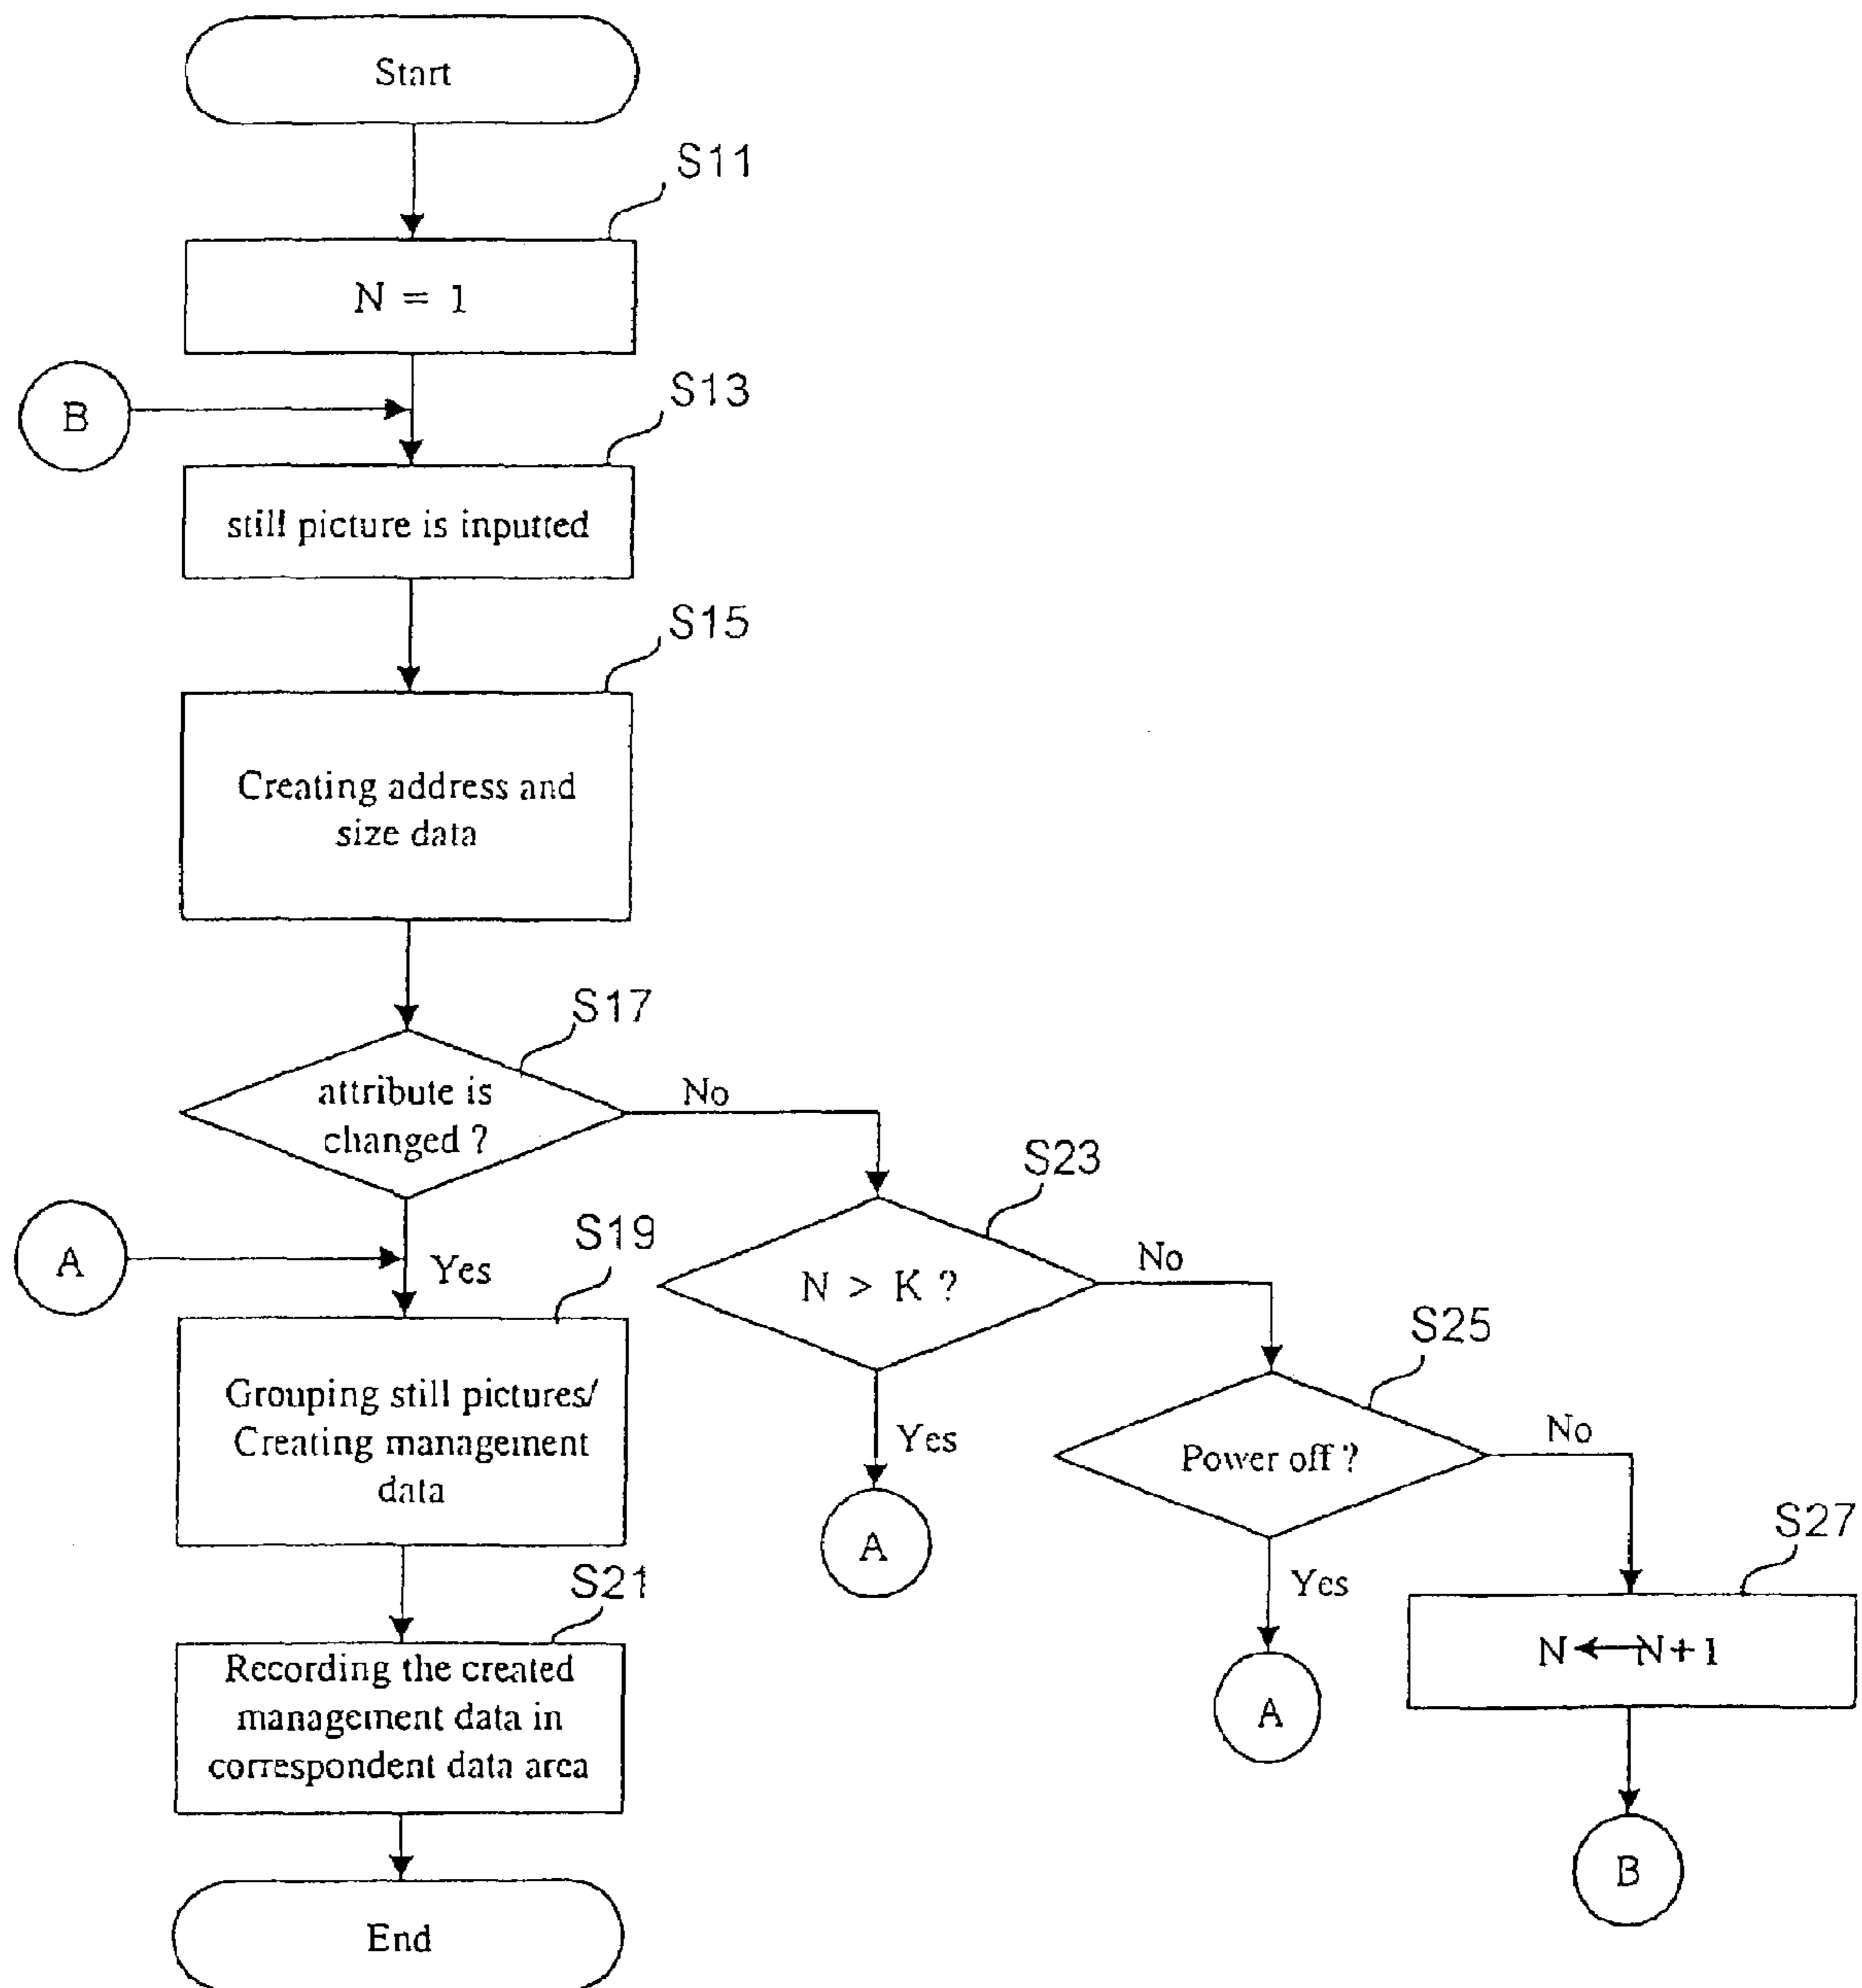 Start
S11
N = 1
B
S13
still picture is inputted
S15
Creating address and
size data
S17
attribute is
changed ?
No
Yes
A
S19
Grouping still pictures/
Creating management
data
S21
Recording the created
management data in
correspondent data area
End
S23
N > K ?
No
Yes
A
S25
Power off ?
No
Yes
A
S27
N ← N+1
B